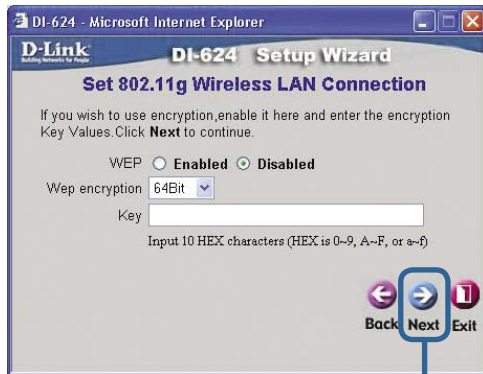 DI-624 - Microsoft Internet Explorer
D-Link
Building Networks for People
DI-624 Setup Wizard
Set 802.11g Wireless LAN Connection
If you wish to use encryption,enable it here and enter the encryption
Key Values.Click Next to continue.
WEP Enabled Disabled
Wep encryption 64Bit
Key
Input 10 HEX characters (HEX is 0~9, A~F, or a~f)
Back Next Exit